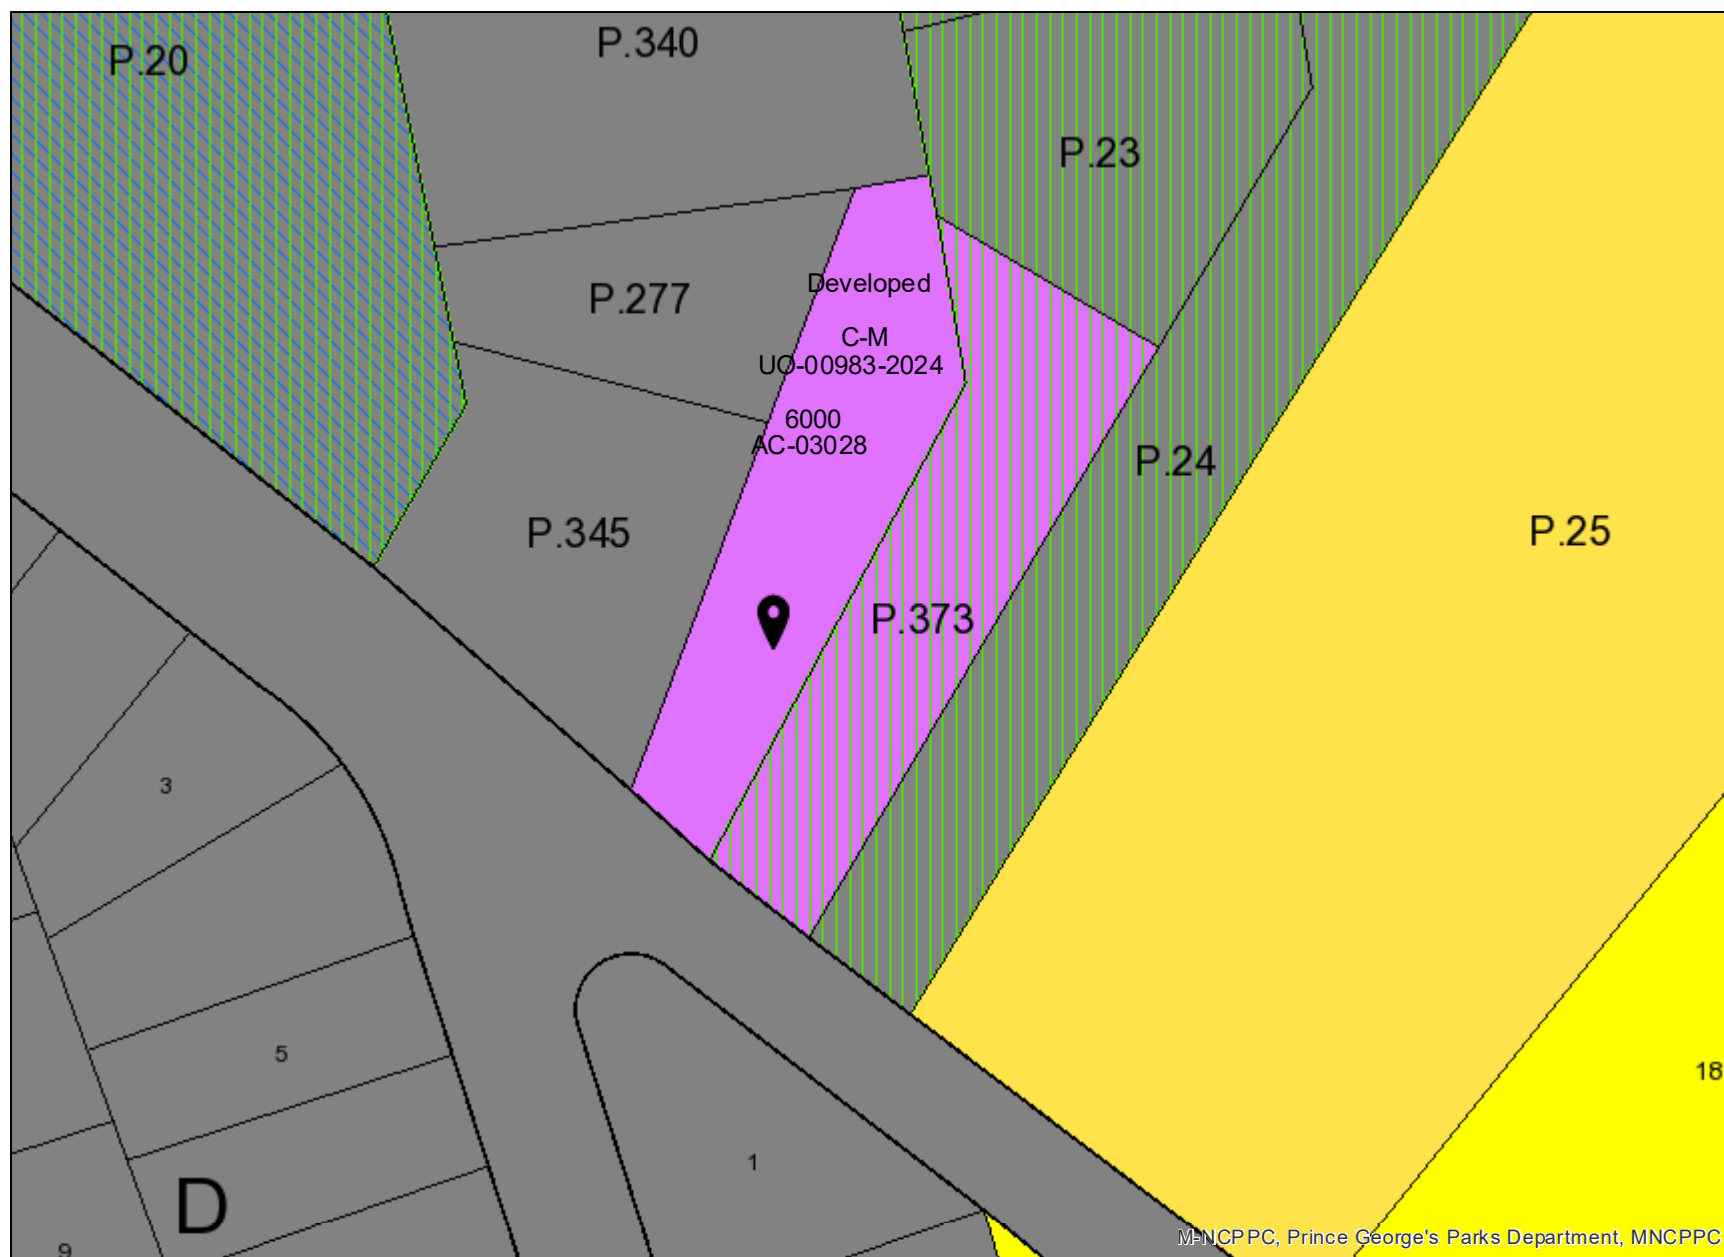 P.20
P.340
P.23
Developed
P.277
C-M
UO-00983-2024
6000
AC-03028
P.24
P.345
P.25
P.373
3
5
18
1
D
9
M-NCPPC, Prince George's Parks Department, MNCPPC